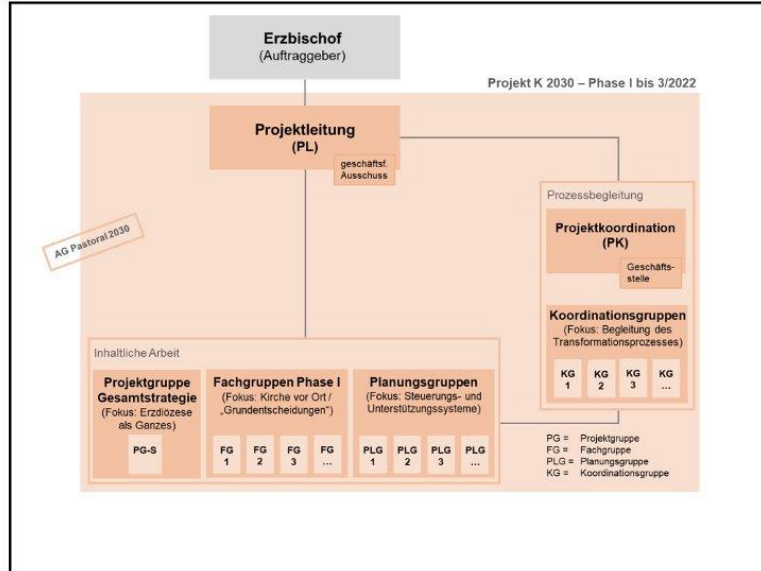 Erzbischof
(Auftraggeber)
Projekt K 2030 – Phase I bis 3/2022
Projektleitung
(PL)
geschäftsf.
Ausschuss
Prozessbegleitung
Projektkoordination
(PK)
Geschäfts-
stelle
AG Pastoral 2030
Koordinationsgruppen
(Fokus: Begleitung des
Transformationsprozesses)
KG
1
KG
2
KG
3
KG
...
Inhaltliche Arbeit
Projektgruppe
Gesamtstrategie
(Fokus: Erzdiözese
als Ganzes)
PG-S
Fachgruppen Phase I
(Fokus: Kirche vor Ort /
„Grundentscheidungen“)
FG
1
FG
2
FG
3
FG
...
Planungsgruppen
(Fokus: Steuerungs- und
Unterstützungssysteme)
PLG
1
PLG
2
PLG
3
PLG
...
PG = Projektgruppe
FG = Fachgruppe
PLG = Planungsgruppe
KG = Koordinationsgruppe